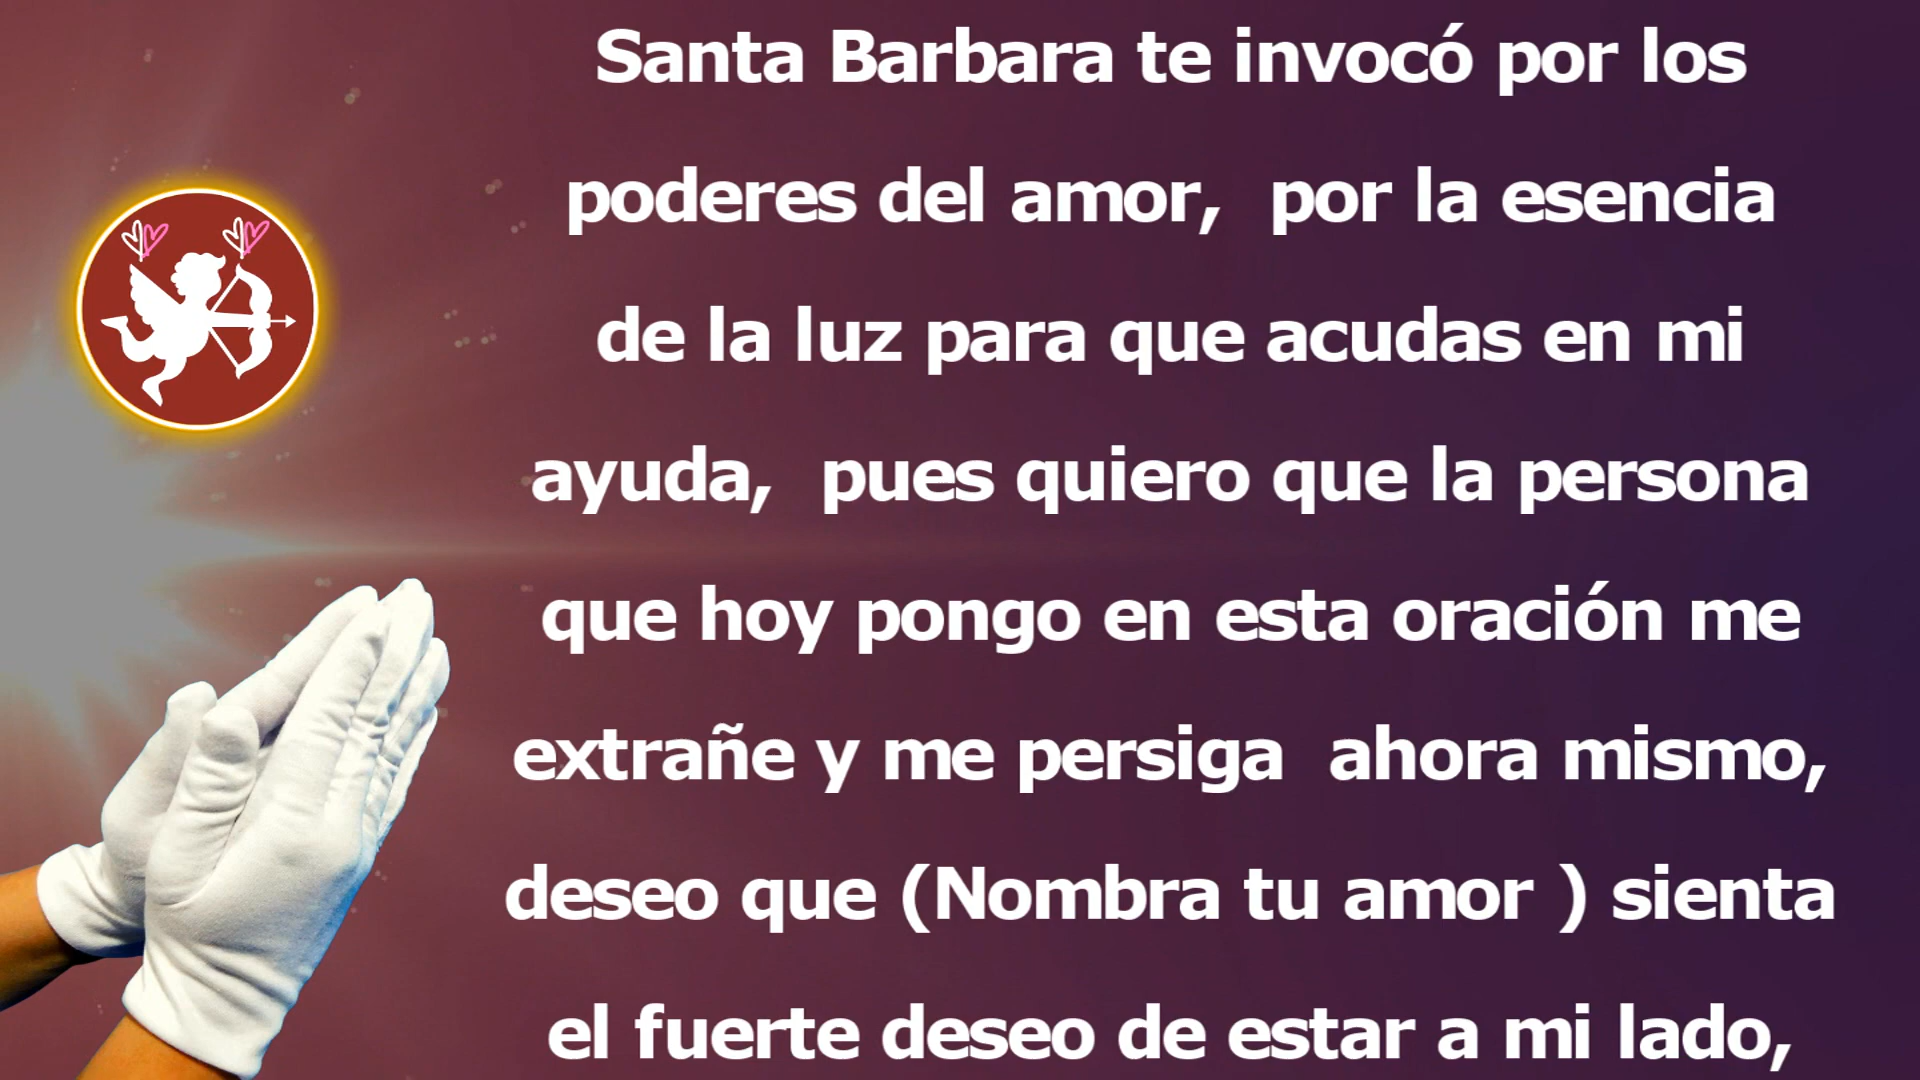 Santa Barbara te invocó por los
poderes del amor,  por la esencia
de la luz para que acudas en mi
ayuda,  pues quiero que la persona
que hoy pongo en esta oración me
extrañe y me persiga  ahora mismo,
deseo que (Nombra tu amor ) sienta
el fuerte deseo de estar a mi lado,